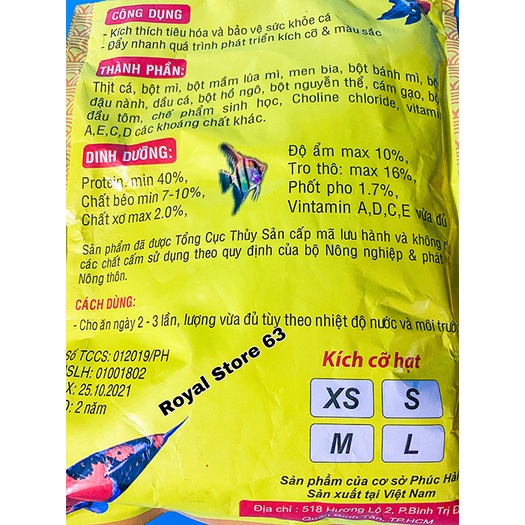 CÔNG DỤNG
- Kích thích tiêu hóa và bảo vệ sức khỏe cá
- Đẩy nhanh quá trình phát triển kích cỡ & màu sắc
THÀNH PHẦN:
Thịt cá, bột mì, bột mầm lúa mì, men bia, bột bánh mì,
đậu nành, dầu cá, bột hồ ngô, bột nguyễn thể, cám gạo,
đầu tôm, chế phẩm sinh học, Choline chloride,
A,E,C,D các khoáng chất khác.
DINH DƯỠNG:
Protein. min 40%,
Chất béo min 7-10%,
Chất xơ max 2.0%,
Độ ẩm max 10%,
Tro thô: max 16%,
Phốt pho 1.7%,
Vintamin A,D,C,E vừa đủ
Sản phẩm đã được Tổng Cục Thủy Sản cấp mã lưu hành và không
các chất cấm sử dụng theo quy định của bộ Nông nghiệp & phát
Nông thôn.
CÁCH DÙNG:
- Cho ăn ngày 2 - 3 lần, lượng vừa đủ tùy theo nhiệt độ nước và môi
số TCCS: 012019/PH
MSLH: 01001802
X: 25.10.2021
D: 2 năm
Royal Store 63
Kích cỡ hạt
XS S
M L
Sản phẩm của cơ sở Phúc Hải
Sản xuất tại Việt Nam
Địa chỉ : 518 Hương Lộ 2, P.Bình Trị
Quận Bình Tân, TP.HCM